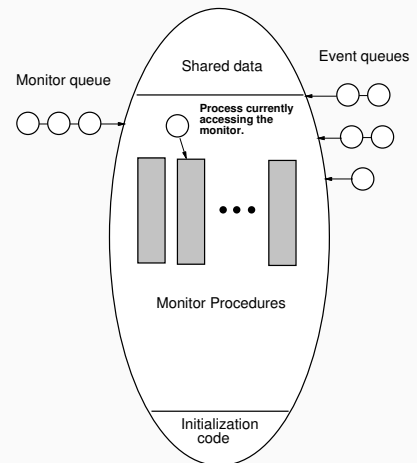 Shared data
Event queues
Monitor queue
Process currently
accessing the
monitor.
Monitor Procedures
Initialization
code